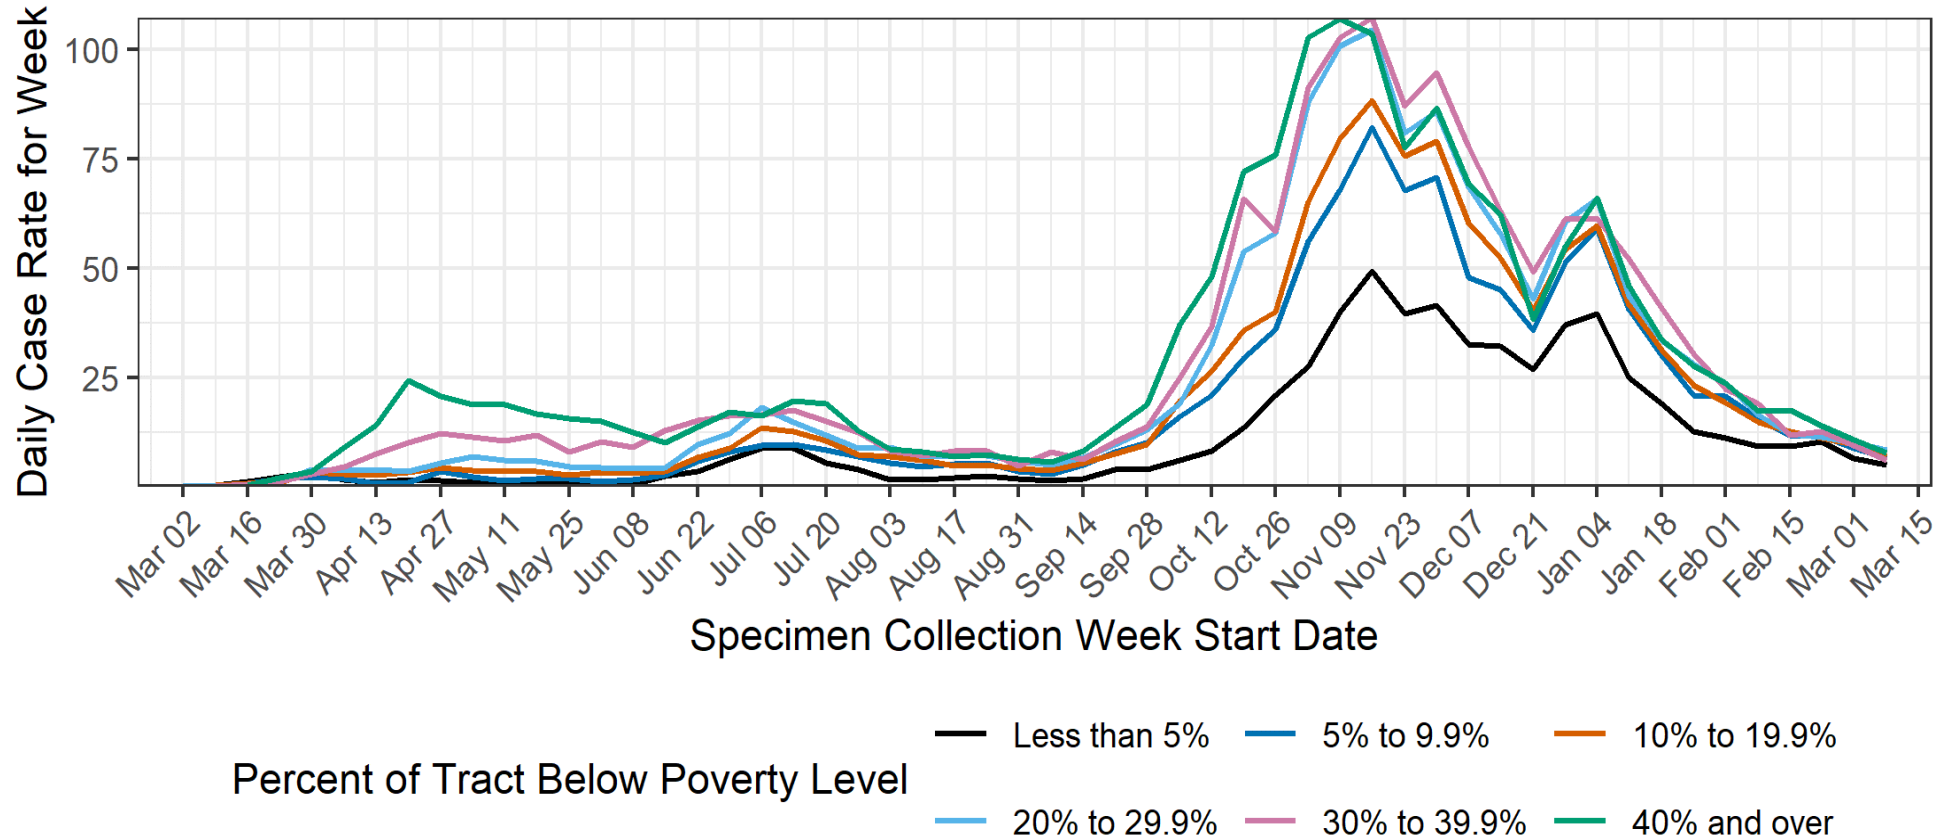 Daily Case Rate for Week
100
75
50
25
Mar 02
Mar 16
Mar 30
Apr 13
Apr 27
May 11
May 25
Jun 08
Jun 22
Jul 06
Jul 20
Aug 03
Aug 17
Aug 31
Sep 14
Sep 28
Oct 12
Oct 26
Nov 09
Nov 23
Dec 07
Dec 21
Jan 04
Jan 18
Feb 01
Feb 15
Mar 01
Mar 15
Specimen Collection Week Start Date
Percent of Tract Below Poverty Level
Less than 5%
5% to 9.9%
10% to 19.9%
20% to 29.9%
30% to 39.9%
40% and over